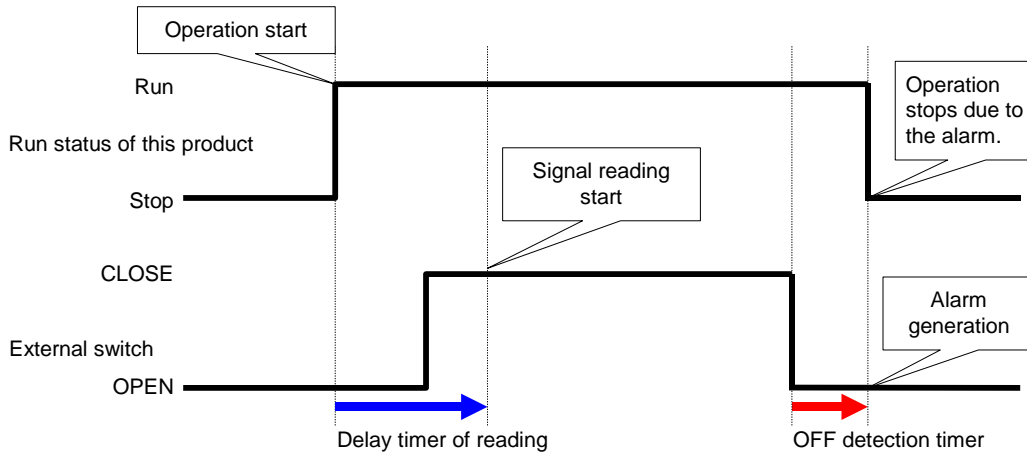 Operation start
Run
Operation
stops due to
the alarm.
Run status of this product
Signal reading
start
Stop
CLOSE
Alarm
generation
External switch
OPEN
Delay timer of reading
OFF detection timer